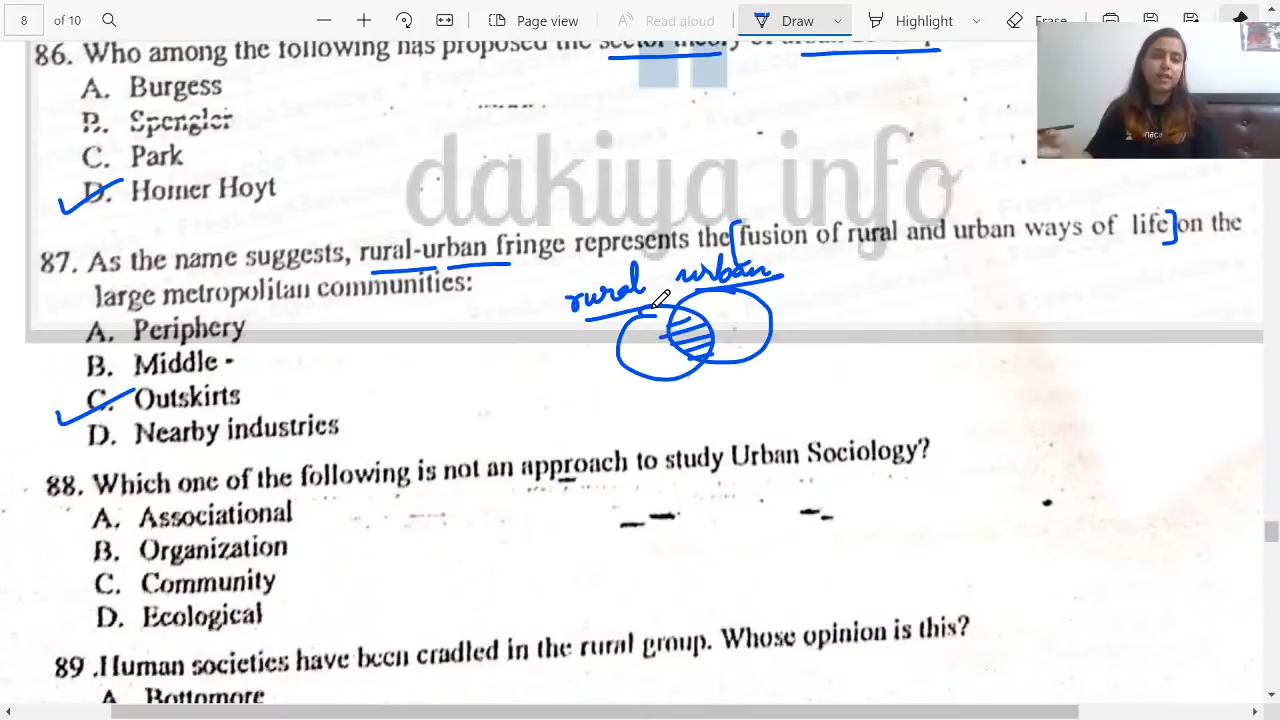 8 of 10 Page view Read aloud Draw Highlight Erase
86. Who among the following has proposed the sector theory of
A. Burgess
B. Spengler
C. Park
D. Homer Hoyt
dakiya info
87. As the name suggests, rural-urban fringe represents the fusion of rural and urban ways of life on the
large metropolitan communities:
rural urban
A. Periphery
B. Middle -
C. Outskirts
D. Nearby industries
88. Which one of the following is not an approach to study Urban Sociology?
A. Associational
B. Organization
C. Community
D. Ecological
89 .Human societies have been cradled in the rural group. Whose opinion is this?
A Bottomore